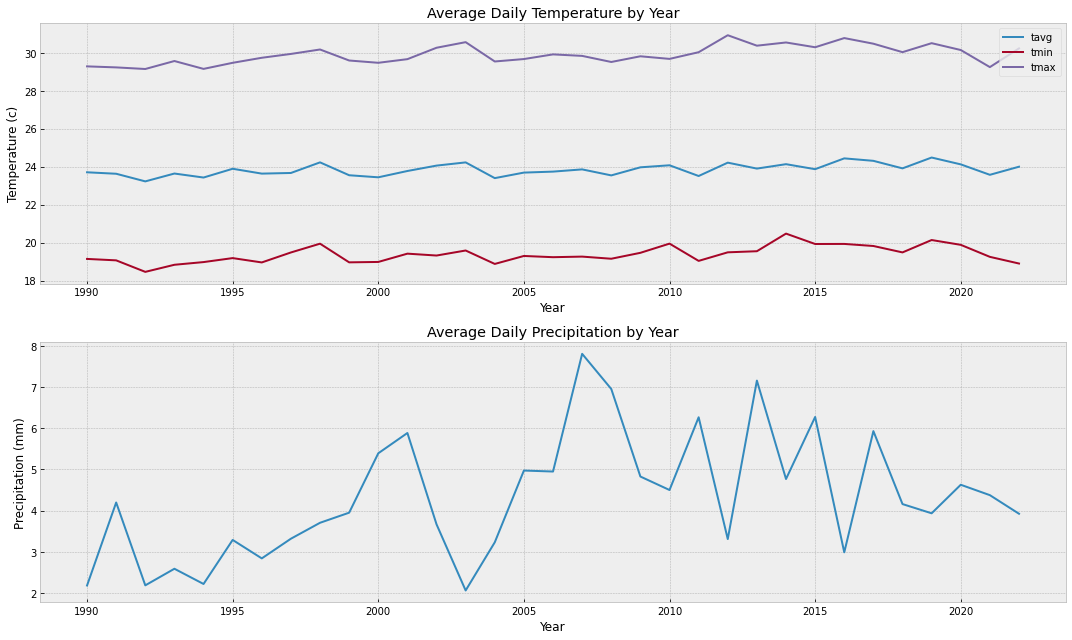 Average Daily Temperature by Year
Temperature (c)
30
28
26
24
22
20
18
tavg
tmin
tmax
1990 1995 2000 2005 2010 2015 2020
Year
Average Daily Precipitation by Year
Precipitation (mm)
8
7
6
5
4
3
2
1990 1995 2000 2005 2010 2015 2020
Year